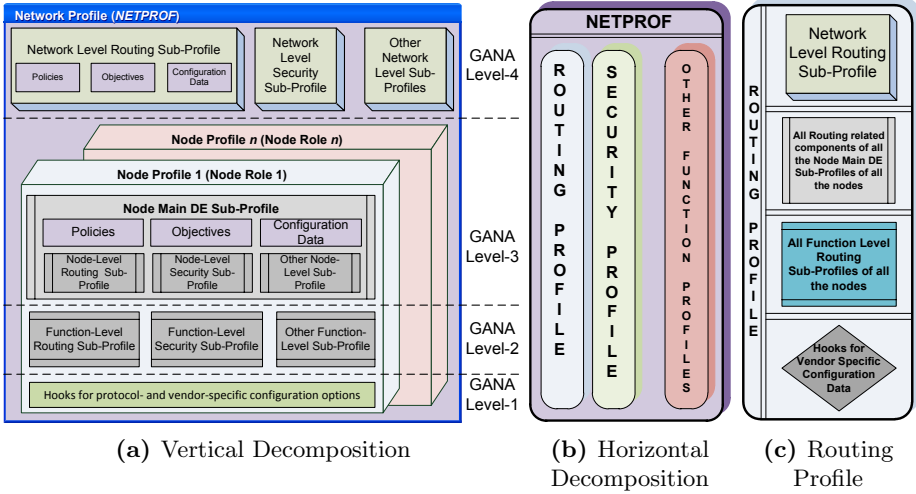 Network Profile (NETPROF)
Network Level Routing Sub-Profile
Policies
Objectives
Configuration
Data
Network
Level
Security
Sub-Profile
Other
Network
Level Sub-
Profiles
GANA
Level-4
Node Profile n (Node Role n)
Node Profile 1 (Node Role 1)
Node Main DE Sub-Profile
Policies
Objectives
Configuration
Data
Node-Level
Routing Sub-
Profile
Node-Level
Security Sub-
Profile
Other Node-
Level Sub-
Profile
GANA
Level-3
Function-Level
Routing Sub-Profile
Function-Level
Security Sub-Profile
Other Function-
Level Sub-Profile
GANA
Level-2
Hooks for protocol- and vendor-specific configuration options
GANA
Level-1
(a) Vertical Decomposition
NETPROF
ROUTING PROFILE
SECURITY PROFILE
OTHER FUNCTION PROFILES
(b) Horizontal
Decomposition
ROUTING PROFILE
Network
Level Routing
Sub-Profile
All Routing related
components of all
the Node Main DE
Sub-Profiles of all
the nodes
All Function Level
Routing
Sub-Profiles of all
the nodes
Hooks for
Vendor Specific
Configuration
Data
(c) Routing
Profile